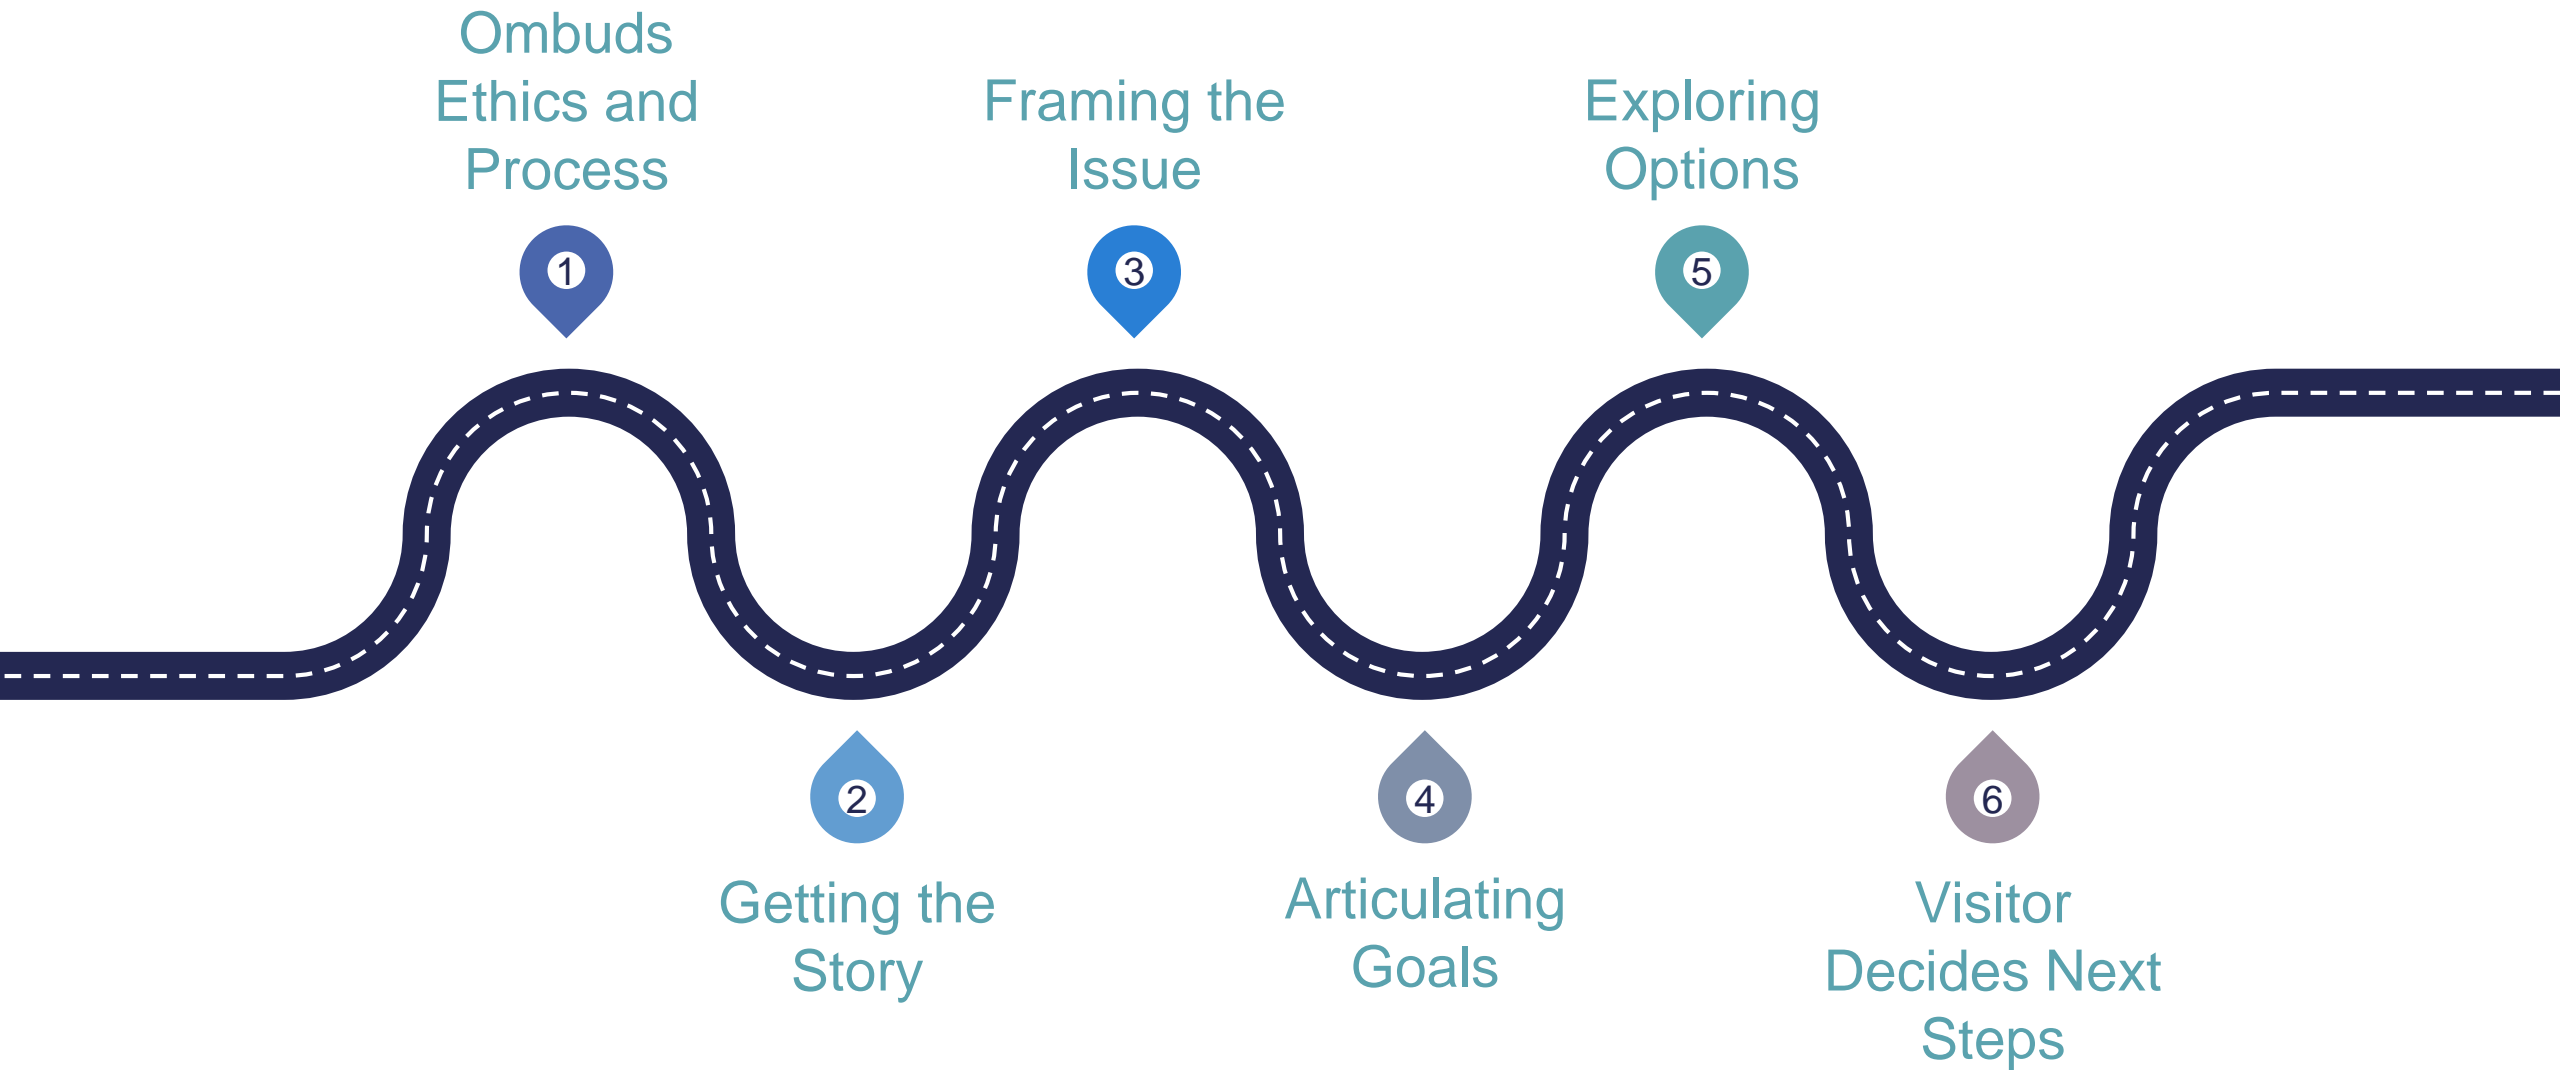 Ombuds
Ethics and
Process
1
Getting the
Story
2
Framing the
Issue
3
Articulating
Goals
4
Exploring
Options
5
Visitor
Decides Next
Steps
6